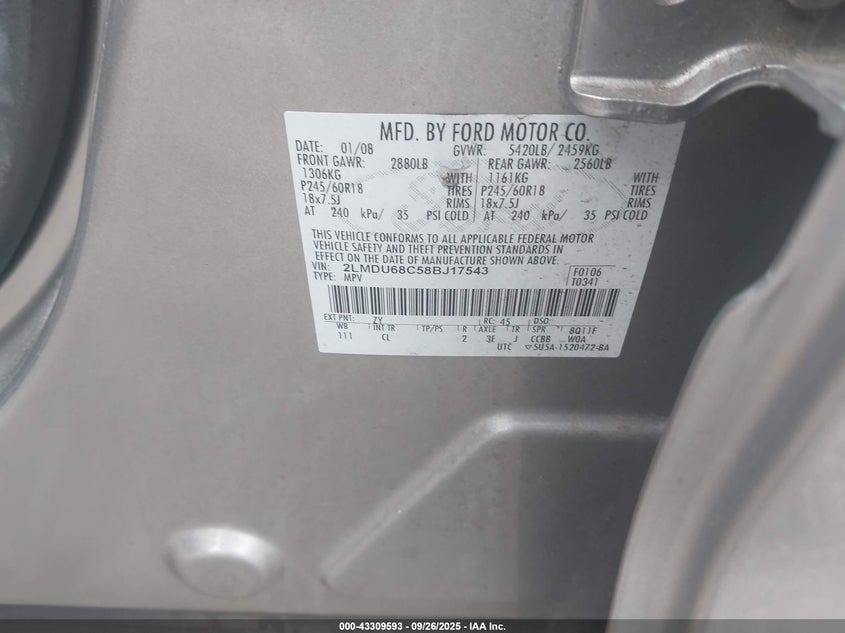 MFD. BY FORD MOTOR CO.
DATE: 01/08 GVWR: 5420LB/ 2459KG
FRONT GAWR: 2880LB REAR GAWR: 2560LB
1306KG WITH 1161KG WITH
P245/60R18 TIRES P245/60R18 TIRES
18x7.5J RIMS 18x7.5J RIMS
AT 240 kPa/ 35 PSI COLD AT 240 kPa/ 35 PSI COLD
THIS VEHICLE CONFORMS TO ALL APPLICABLE FEDERAL MOTOR
VEHICLE SAFETY AND THEFT PREVENTION STANDARDS IN
EFFECT ON THE DATE OF MANUFACTURE SHOWN ABOVE.
VIN: 2LMDU68C58BJ17543 F0106
TYPE: MPV T0341
EXT PNT: ZY RC: 45 DSO:
WB INT TR TP/PS R AXLE TR SPR 8Q11F
111 CL 2 3E J CCBB WOA
UTC ▽5U5A-1520472-BA
000-43309593 - 09/26/2025 - IAA Inc.